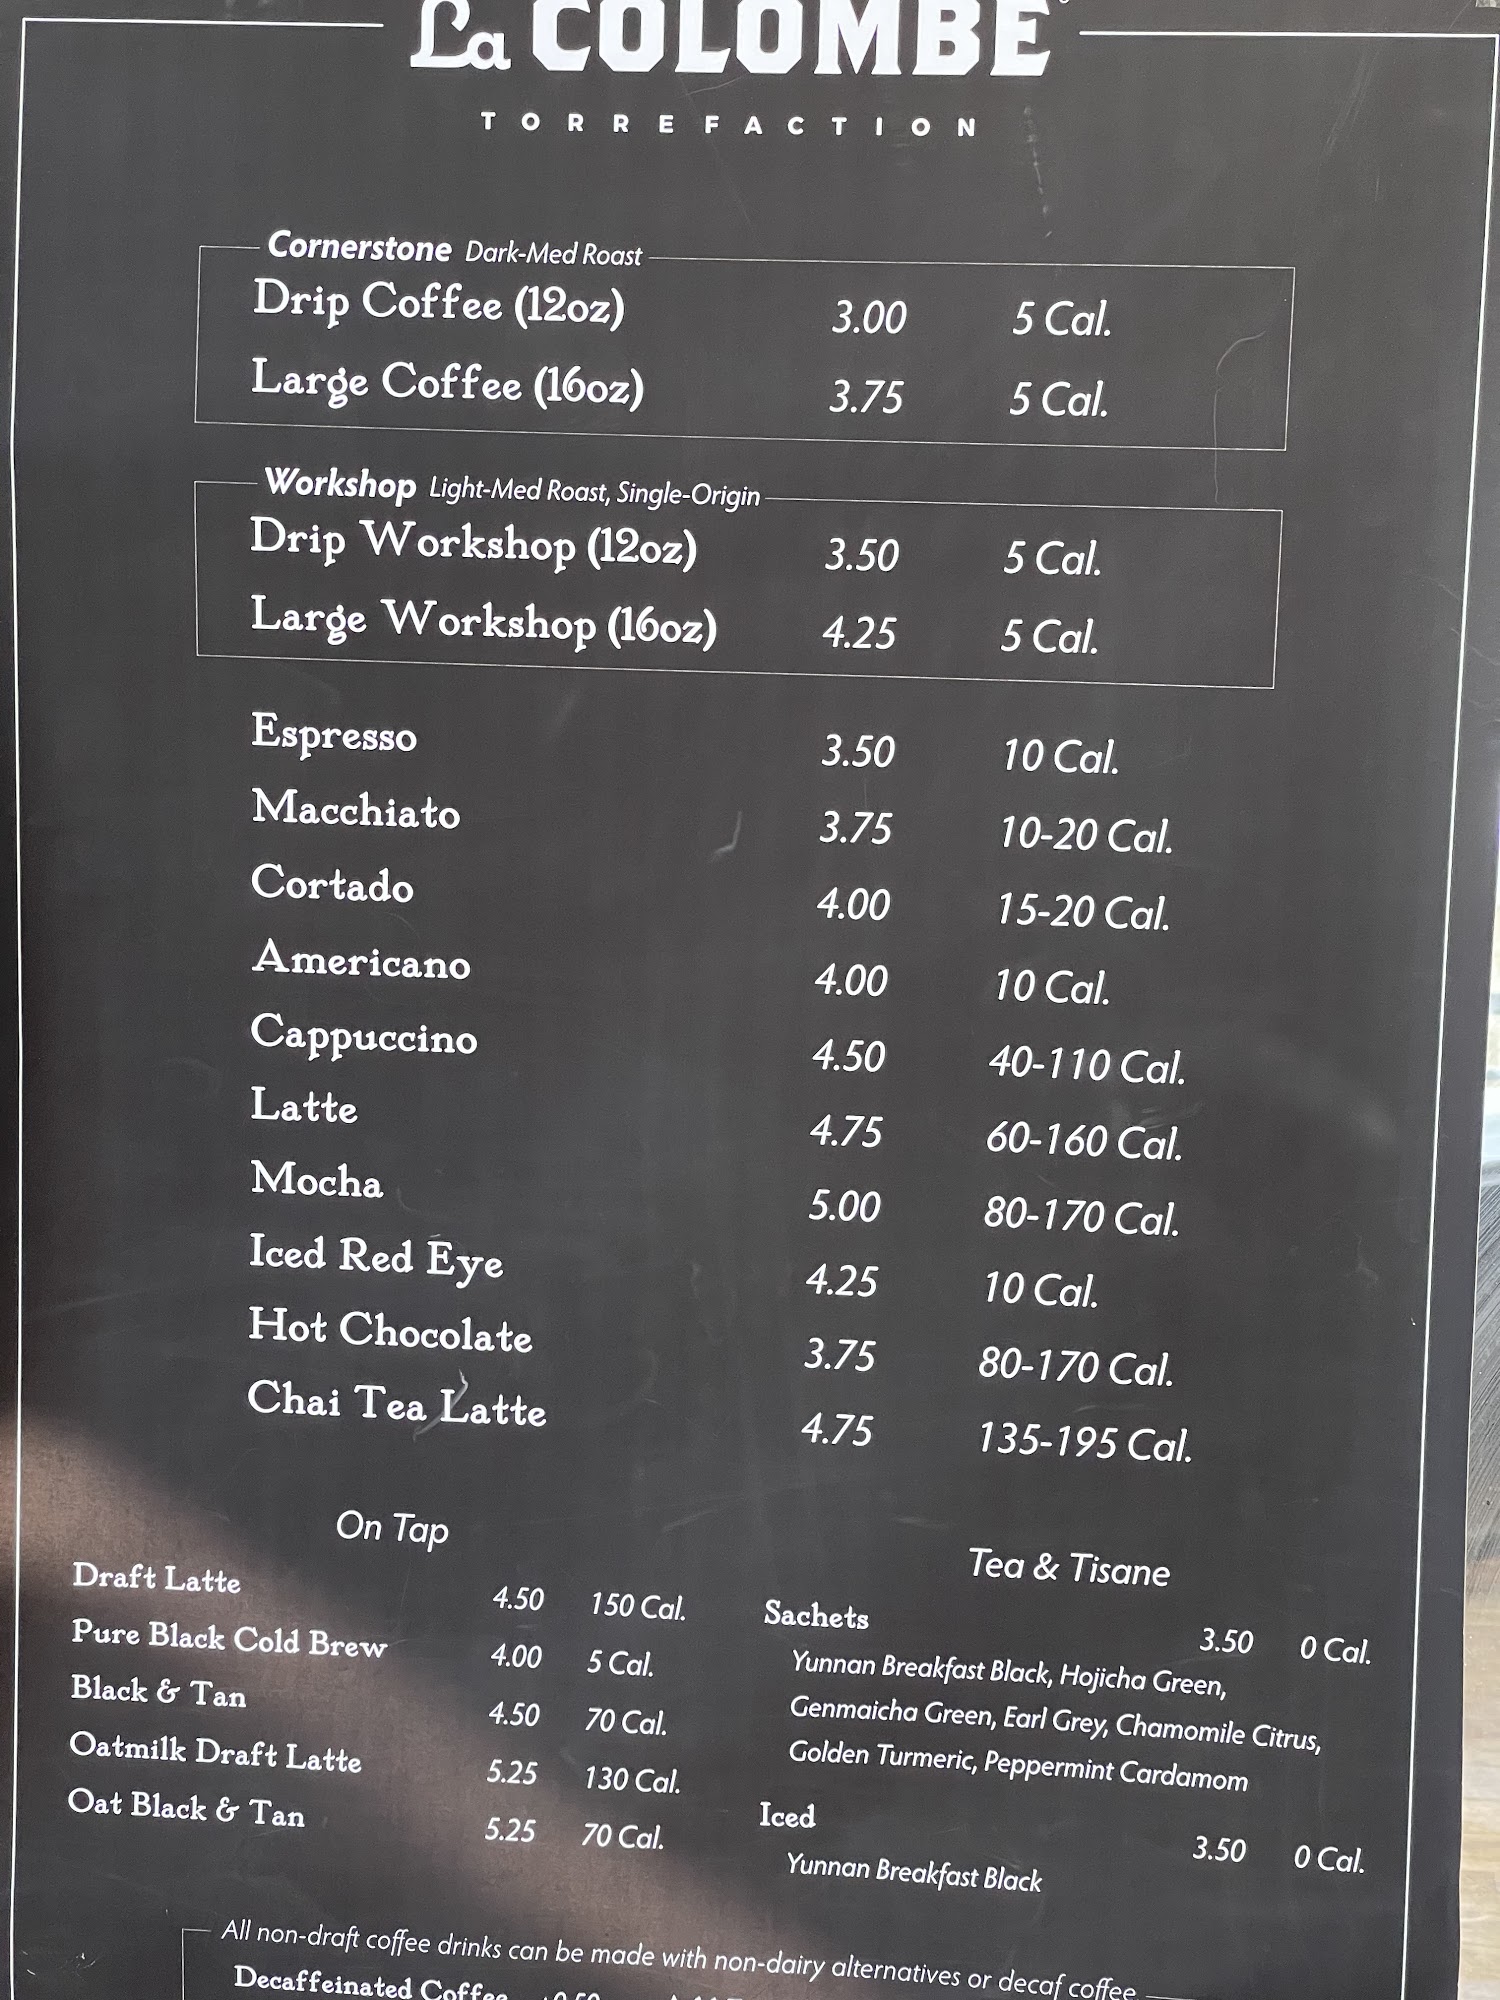 La COLOMBE
TORREFACTION
Cornerstone Dark-Med Roast
Drip Coffee (12oz) 3.00 5 Cal.
Large Coffee (16oz) 3.75 5 Cal.
Workshop Light-Med Roast, Single-Origin
Drip Workshop (12oz) 3.50 5 Cal.
Large Workshop (16oz) 4.25 5 Cal.
Espresso 3.50 10 Cal.
Macchiato 3.75 10-20 Cal.
Cortado 4.00 15-20 Cal.
Americano 4.00 10 Cal.
Cappuccino 4.50 40-110 Cal.
Latte 4.75 60-160 Cal.
Mocha 5.00 80-170 Cal.
Iced Red Eye 4.25 10 Cal.
Hot Chocolate 3.75 80-170 Cal.
Chai Tea Latte 4.75 135-195 Cal.
On Tap
Draft Latte 4.50 150 Cal.
Pure Black Cold Brew 4.00 5 Cal.
Black & Tan 4.50 70 Cal.
Oatmilk Draft Latte 5.25 130 Cal.
Oat Black & Tan 5.25 70 Cal.
Tea & Tisane
Sachets 3.50 0 Cal.
Yunnan Breakfast Black, Hojicha Green,
Genmaicha Green, Earl Grey, Chamomile Citrus,
Golden Turmeric, Peppermint Cardamom
Iced 3.50 0 Cal.
Yunnan Breakfast Black
All non-draft coffee drinks can be made with non-dairy alternatives or decaf coffee
Decaffeinated Coffee